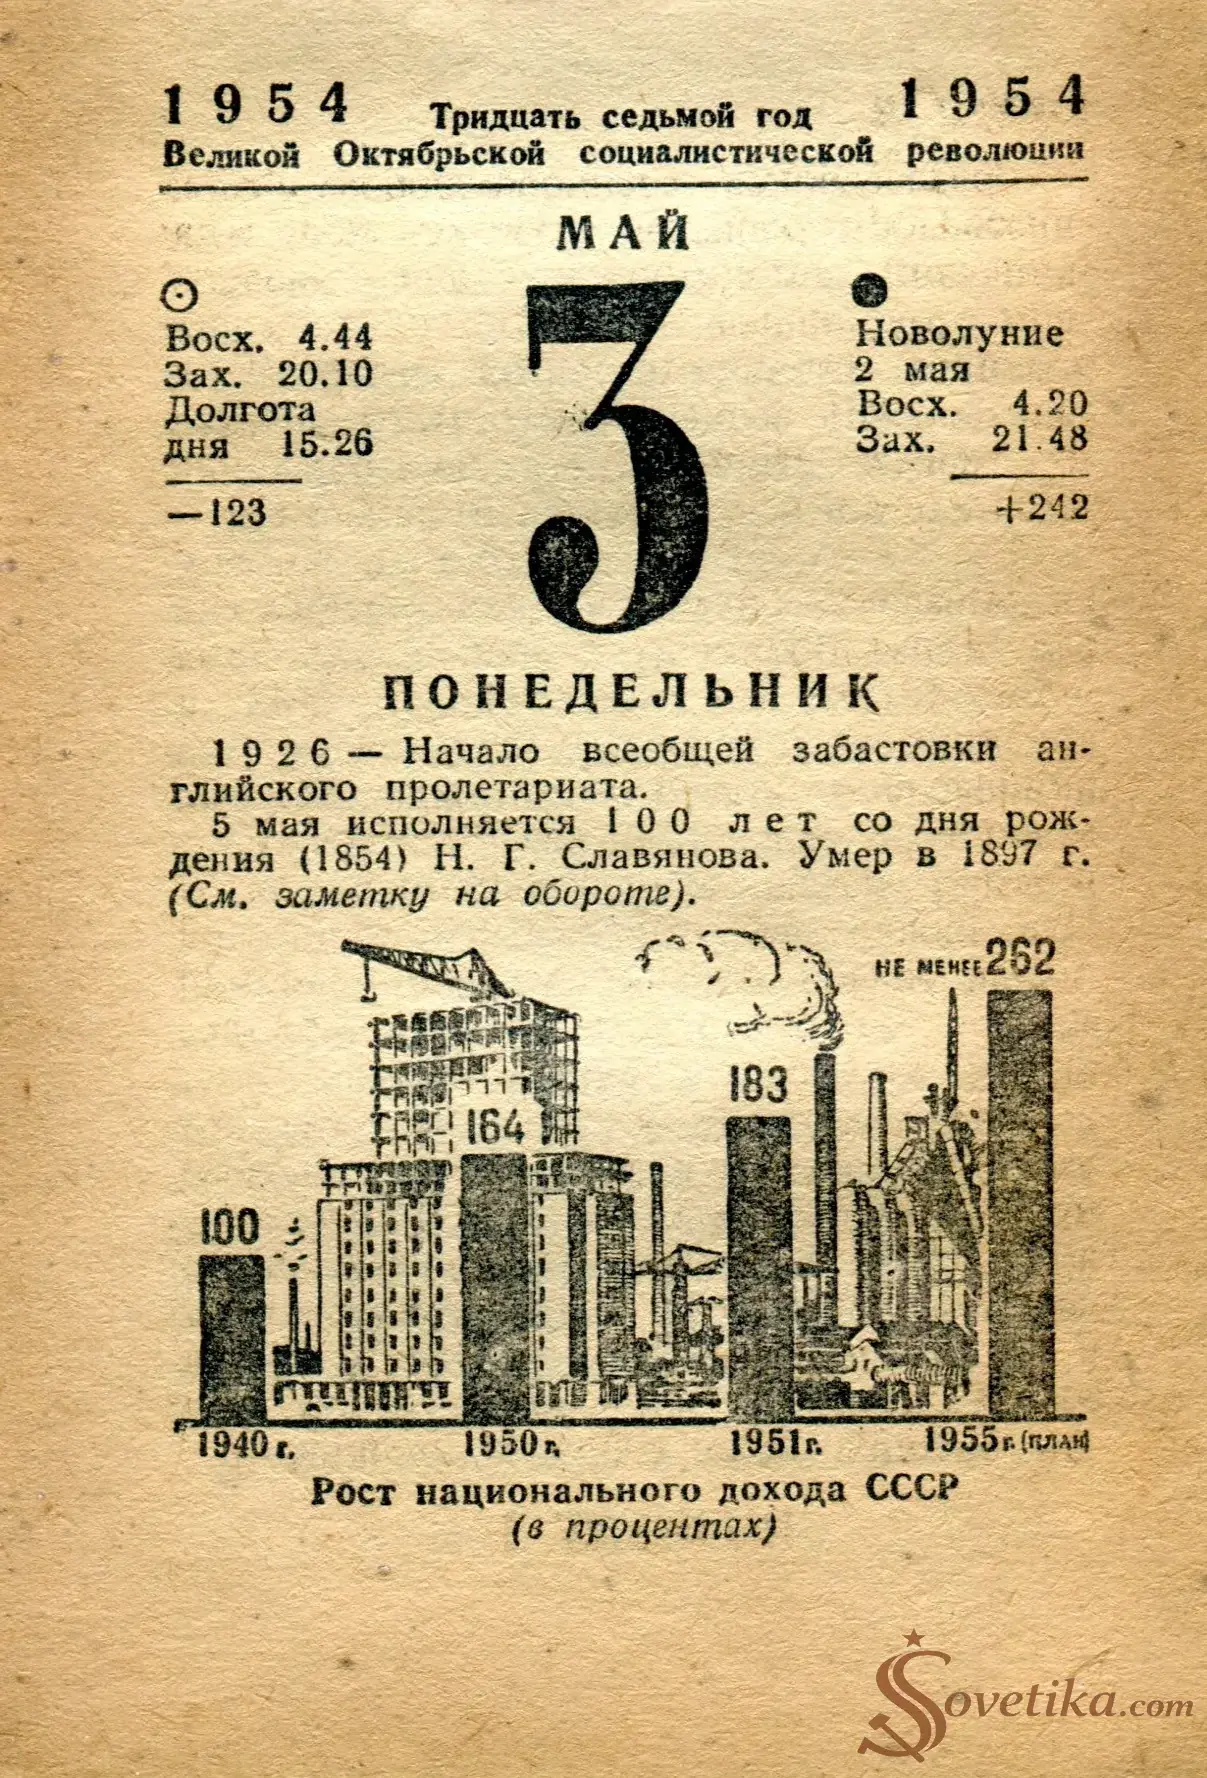 1954 Тридцать седьмой год 1954
Великой Октябрьской социалистической революции
МАЙ
3
Восх. 4.44
Зах. 20.10
Долгота
дня 15.26
—123
Новолуние
2 мая
Восх. 4.20
Зах. 21.48
+242
ПОНЕДЕЛЬНИК
1926 — Начало всеобщей забастовки ан-
глийского пролетариата.
5 мая исполняется 100 лет со дня рож-
дения (1854) Н. Г. Славянова. Умер в 1897 г.
(См. заметку на обороте).
НЕ МЕНЕЕ 262
183
164
100
1940 г. 1950 г. 1951 г. 1955 г. (ПЛАН)
Рост национального дохода СССР
(в процентах)
Sovetika.com